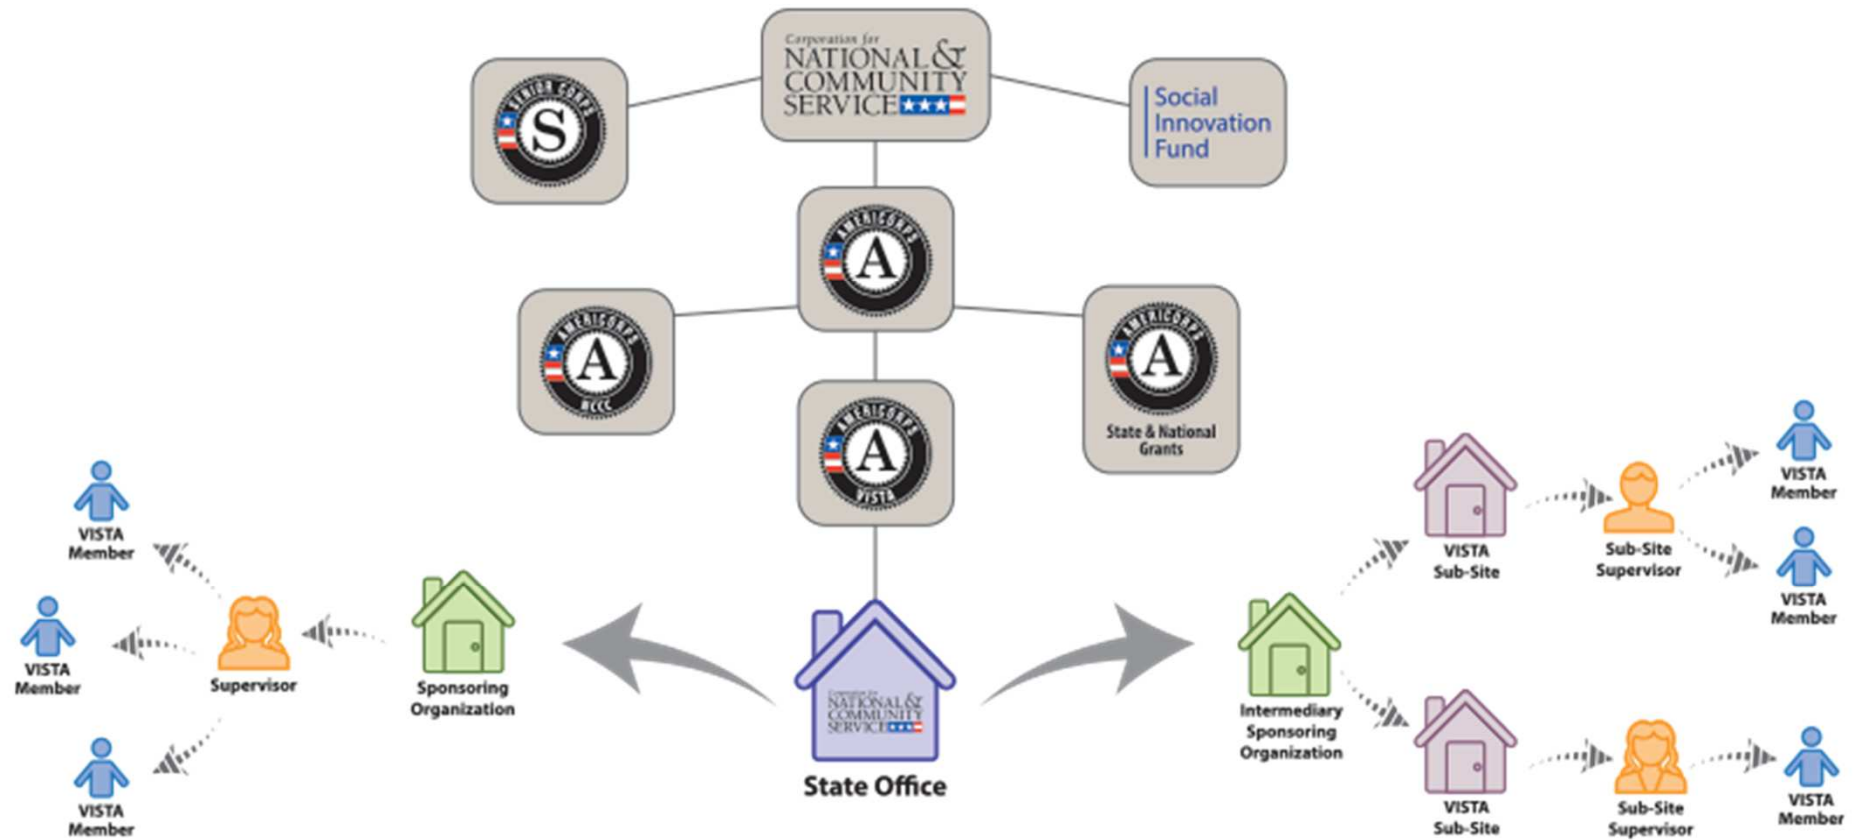 Corporation for
NATIONAL &
COMMUNITY
SERVICE
SENIOR CORPS
S
Social
Innovation
Fund
AMERICORPS
A
AMERICORPS
A
NCCC
AMERICORPS
A
State & National
Grants
AMERICORPS
A
VISTA
VISTA
Member
VISTA
Member
VISTA
Member
Supervisor
Sponsoring
Organization
Corporation for
NATIONAL &
COMMUNITY
SERVICE
State Office
Intermediary
Sponsoring
Organization
VISTA
Sub-Site
Sub-Site
Supervisor
VISTA
Member
VISTA
Member
VISTA
Sub-Site
Sub-Site
Supervisor
VISTA
Member